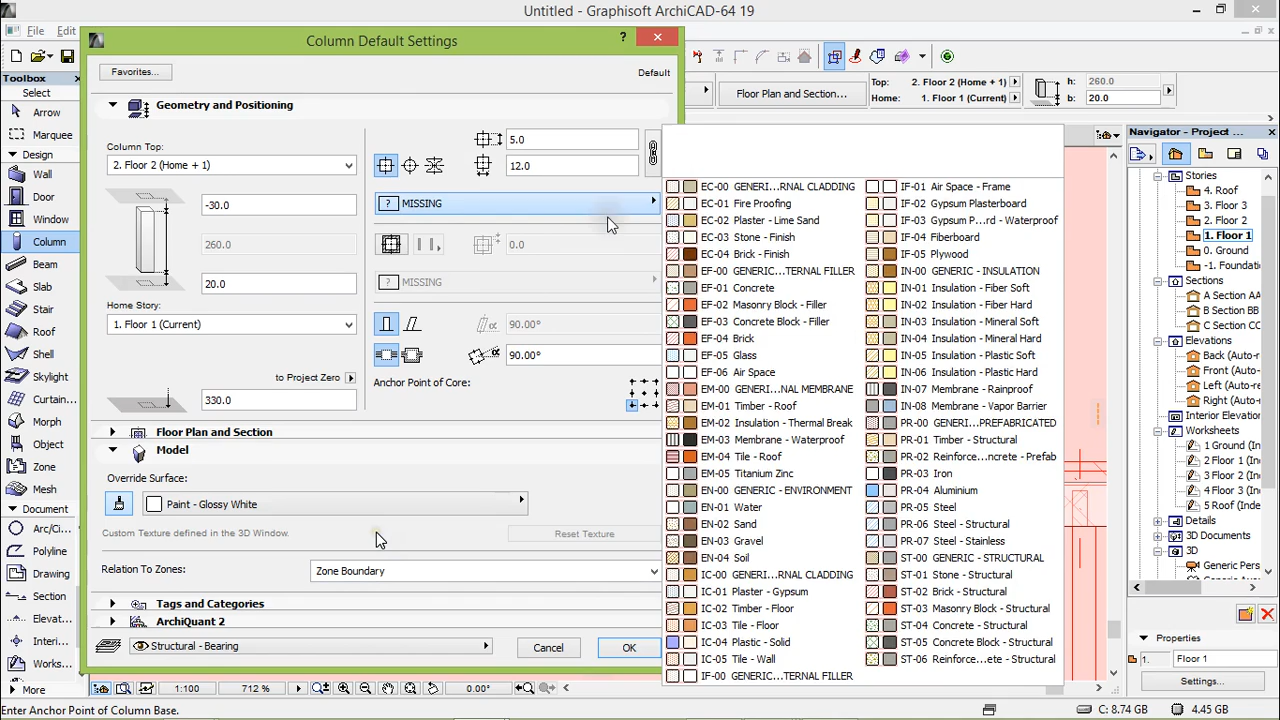 Untitled - Graphisoft ArchiCAD-64 19
File
Edit
Column Default Settings
?
Favorites...
Default
Geometry and Positioning
Column Top:
2. Floor 2 (Home + 1)
-30.0
260.0
20.0
Home Story:
1. Floor 1 (Current)
to Project Zero
330.0
5.0
12.0
? MISSING
0.0
? MISSING
90.00°
90.00°
Anchor Point of Core:
Floor Plan and Section
Model
Override Surface:
Paint - Glossy White
Custom Texture defined in the 3D Window.
Reset Texture
Relation To Zones:
Zone Boundary
Tags and Categories
ArchiQuant 2
Structural - Bearing
Cancel
OK
Toolbox
Select
Arrow
Marquee
Design
Wall
Door
Window
Column
Beam
Slab
Stair
Roof
Shell
Skylight
Curtain...
Morph
Object
Zone
Mesh
Document
Arc/Ci...
Polyline
Drawing
Section
Elevat...
Interi...
Works...
More
Floor Plan and Section...
Top: 2. Floor 2 (Home + 1)
Home: 1. Floor 1 (Current)
h: 260.0
b: 20.0
EC-00 GENERI...RNAL CLADDING
EC-01 Fire Proofing
EC-02 Plaster - Lime Sand
EC-03 Stone - Finish
EC-04 Brick - Finish
EF-00 GENERIC...TERNAL FILLER
EF-01 Concrete
EF-02 Masonry Block - Filler
EF-03 Concrete Block - Filler
EF-04 Brick
EF-05 Glass
EF-06 Air Space
EM-00 GENERI...NAL MEMBRANE
EM-01 Timber - Roof
EM-02 Insulation - Thermal Break
EM-03 Membrane - Waterproof
EM-04 Tile - Roof
EM-05 Titanium Zinc
EN-00 GENERIC - ENVIRONMENT
EN-01 Water
EN-02 Sand
EN-03 Gravel
EN-04 Soil
IC-00 GENERI...RNAL CLADDING
IC-01 Plaster - Gypsum
IC-02 Timber - Floor
IC-03 Tile - Floor
IC-04 Plastic - Solid
IC-05 Tile - Wall
IF-00 GENERIC...TERNAL FILLER
IF-01 Air Space - Frame
IF-02 Gypsum Plasterboard
IF-03 Gypsum P...rd - Waterproof
IF-04 Fiberboard
IF-05 Plywood
IN-00 GENERIC - INSULATION
IN-01 Insulation - Fiber Soft
IN-02 Insulation - Fiber Hard
IN-03 Insulation - Mineral Soft
IN-04 Insulation - Mineral Hard
IN-05 Insulation - Plastic Soft
IN-06 Insulation - Plastic Hard
IN-07 Membrane - Rainproof
IN-08 Membrane - Vapor Barrier
PR-00 GENERI...PREFABRICATED
PR-01 Timber - Structural
PR-02 Reinforce...ncrete - Prefab
PR-03 Iron
PR-04 Aluminium
PR-05 Steel
PR-06 Steel - Structural
PR-07 Steel - Stainless
ST-00 GENERIC - STRUCTURAL
ST-01 Stone - Structural
ST-02 Brick - Structural
ST-03 Masonry Block - Structural
ST-04 Concrete - Structural
ST-05 Concrete Block - Structural
ST-06 Reinforce...ete - Structural
Navigator - Project ...
Stories
4. Roof
3. Floor 3
2. Floor 2
1. Floor 1
0. Ground
-1. Foundatio
Sections
A Section AA
B Section BB
C Section CC
Elevations
Back (Auto-r
Front (Auto-r
Left (Auto-re
Right (Auto-r
Interior Elevation
Worksheets
1 Ground (In
2 Floor 1 (In
3 Floor 2 (In
4 Floor 3 (In
5 Roof (Indep
Details
3D Documents
3D
Generic Pers
Properties
1.
Floor 1
Settings...
1:100
712 %
0.00°
Enter Anchor Point of Column Base.
C: 8.74 GB
4.45 GB